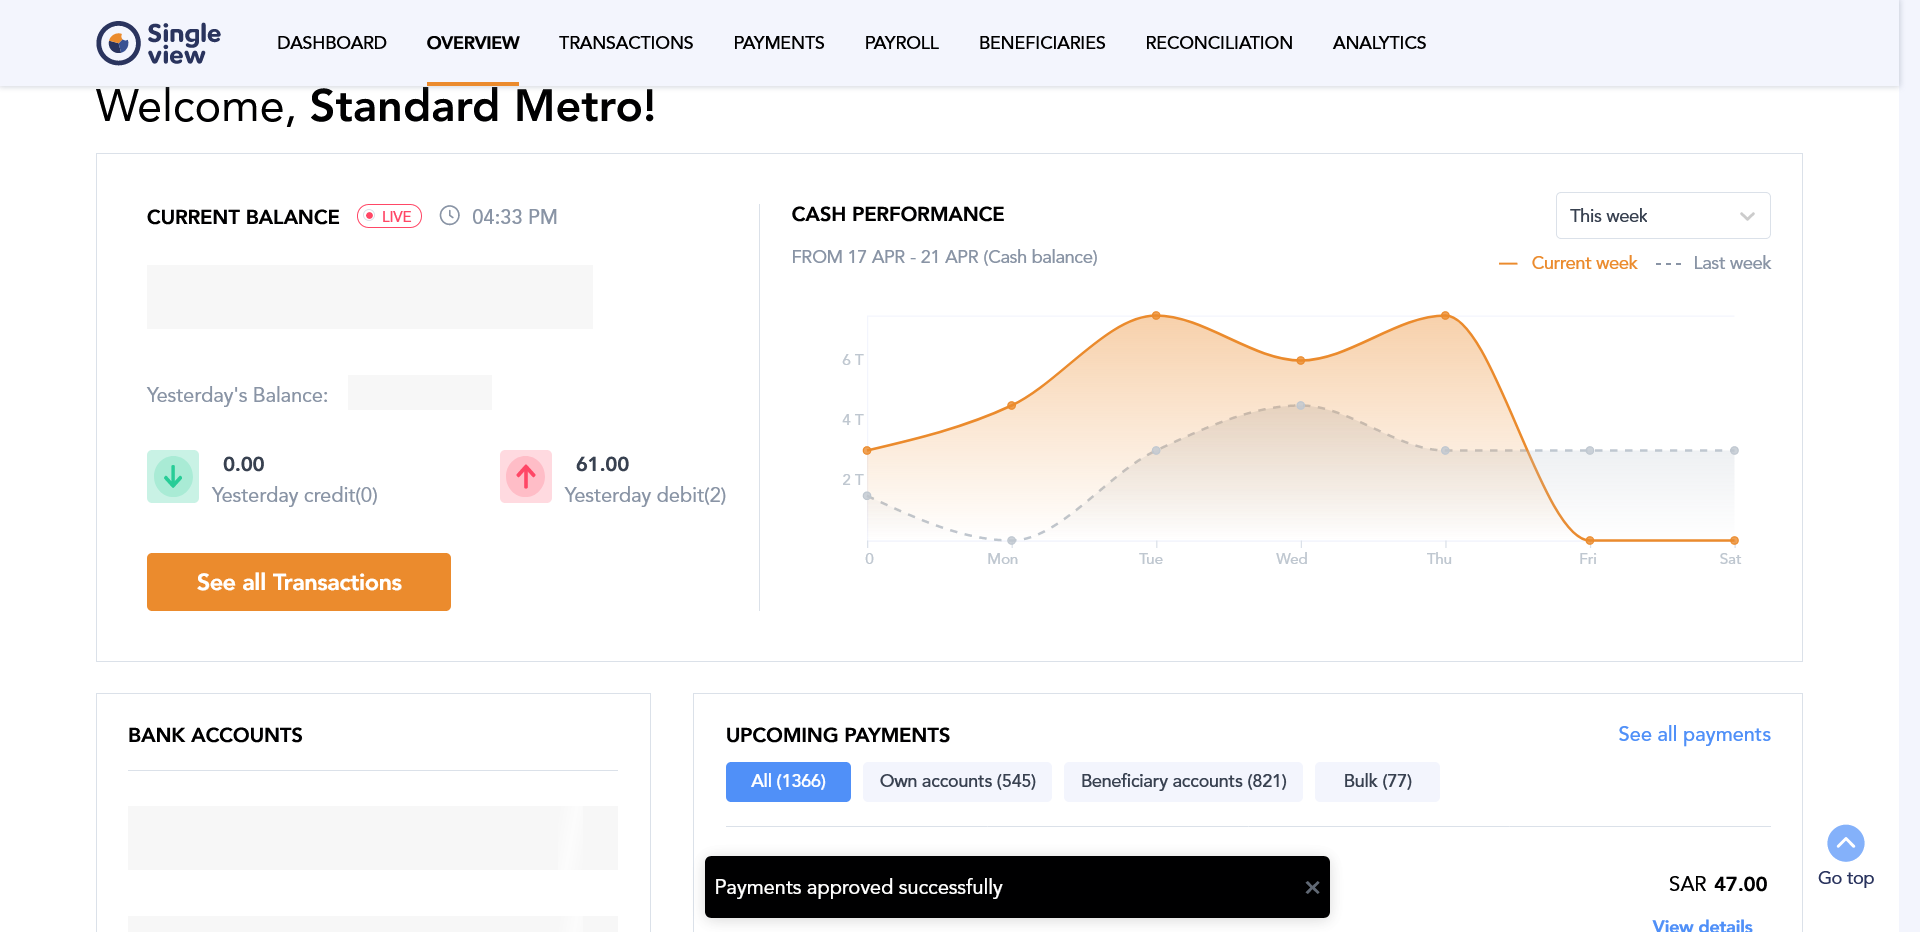 Single
view
DASHBOARD
OVERVIEW
TRANSACTIONS
PAYMENTS
PAYROLL
BENEFICIARIES
RECONCILIATION
ANALYTICS
Welcome, Standard Metro!
CURRENT BALANCE
LIVE
04:33 PM
Yesterday's Balance:
0.00
Yesterday credit(0)
61.00
Yesterday debit(2)
See all Transactions
CASH PERFORMANCE
This week
FROM 17 APR - 21 APR (Cash balance)
Current week
Last week
6 T
4 T
2 T
0
Mon
Tue
Wed
Thu
Fri
Sat
BANK ACCOUNTS
UPCOMING PAYMENTS
See all payments
All (1366)
Own accounts (545)
Beneficiary accounts (821)
Bulk (77)
SAR 47.00
View details
Payments approved successfully
Go top